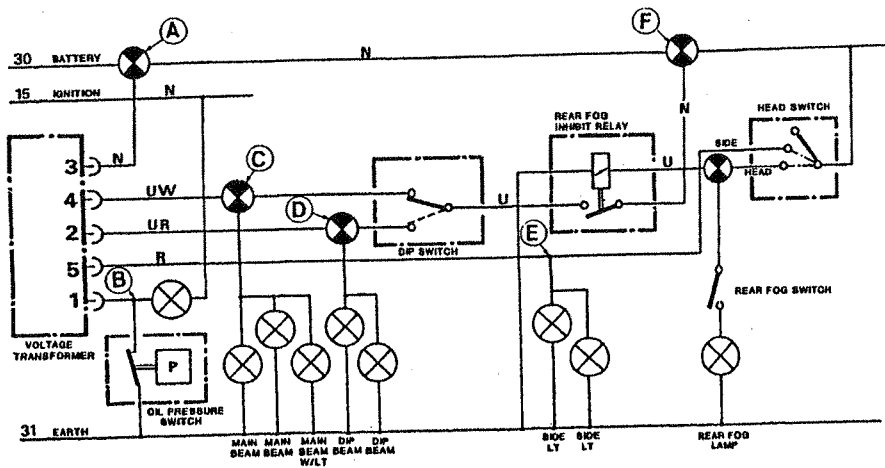 A
F
30 BATTERY
N
15 IGNITION N
N
REAR FOG
INHIBIT RELAY
HEAD SWITCH
SIDE
HEAD
3
N
C
U
4
UW
D
U
2
UR
E
DIP SWITCH
5
R
B
1
REAR FOG SWITCH
VOLTAGE
TRANSFORMER
P
OIL PRESSURE
SWITCH
31 EARTH
MAIN
BEAM
MAIN
BEAM
MAIN
BEAM
W/LT
DIP
BEAM
DIP
BEAM
SIDE
LT
SIDE
LT
REAR FOG
LAMP